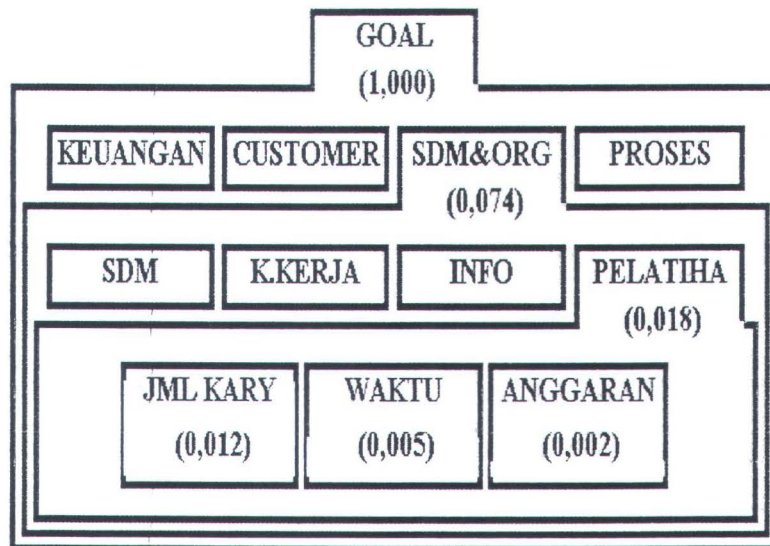 GOAL
(1,000)
KEUANGAN CUSTOMER SDM&ORG PROSES
(0,074)
SDM K.KERJA INFO PELATIHA
(0,018)
JML KARY WAKTU ANGGARAN
(0,012) (0,005) (0,002)